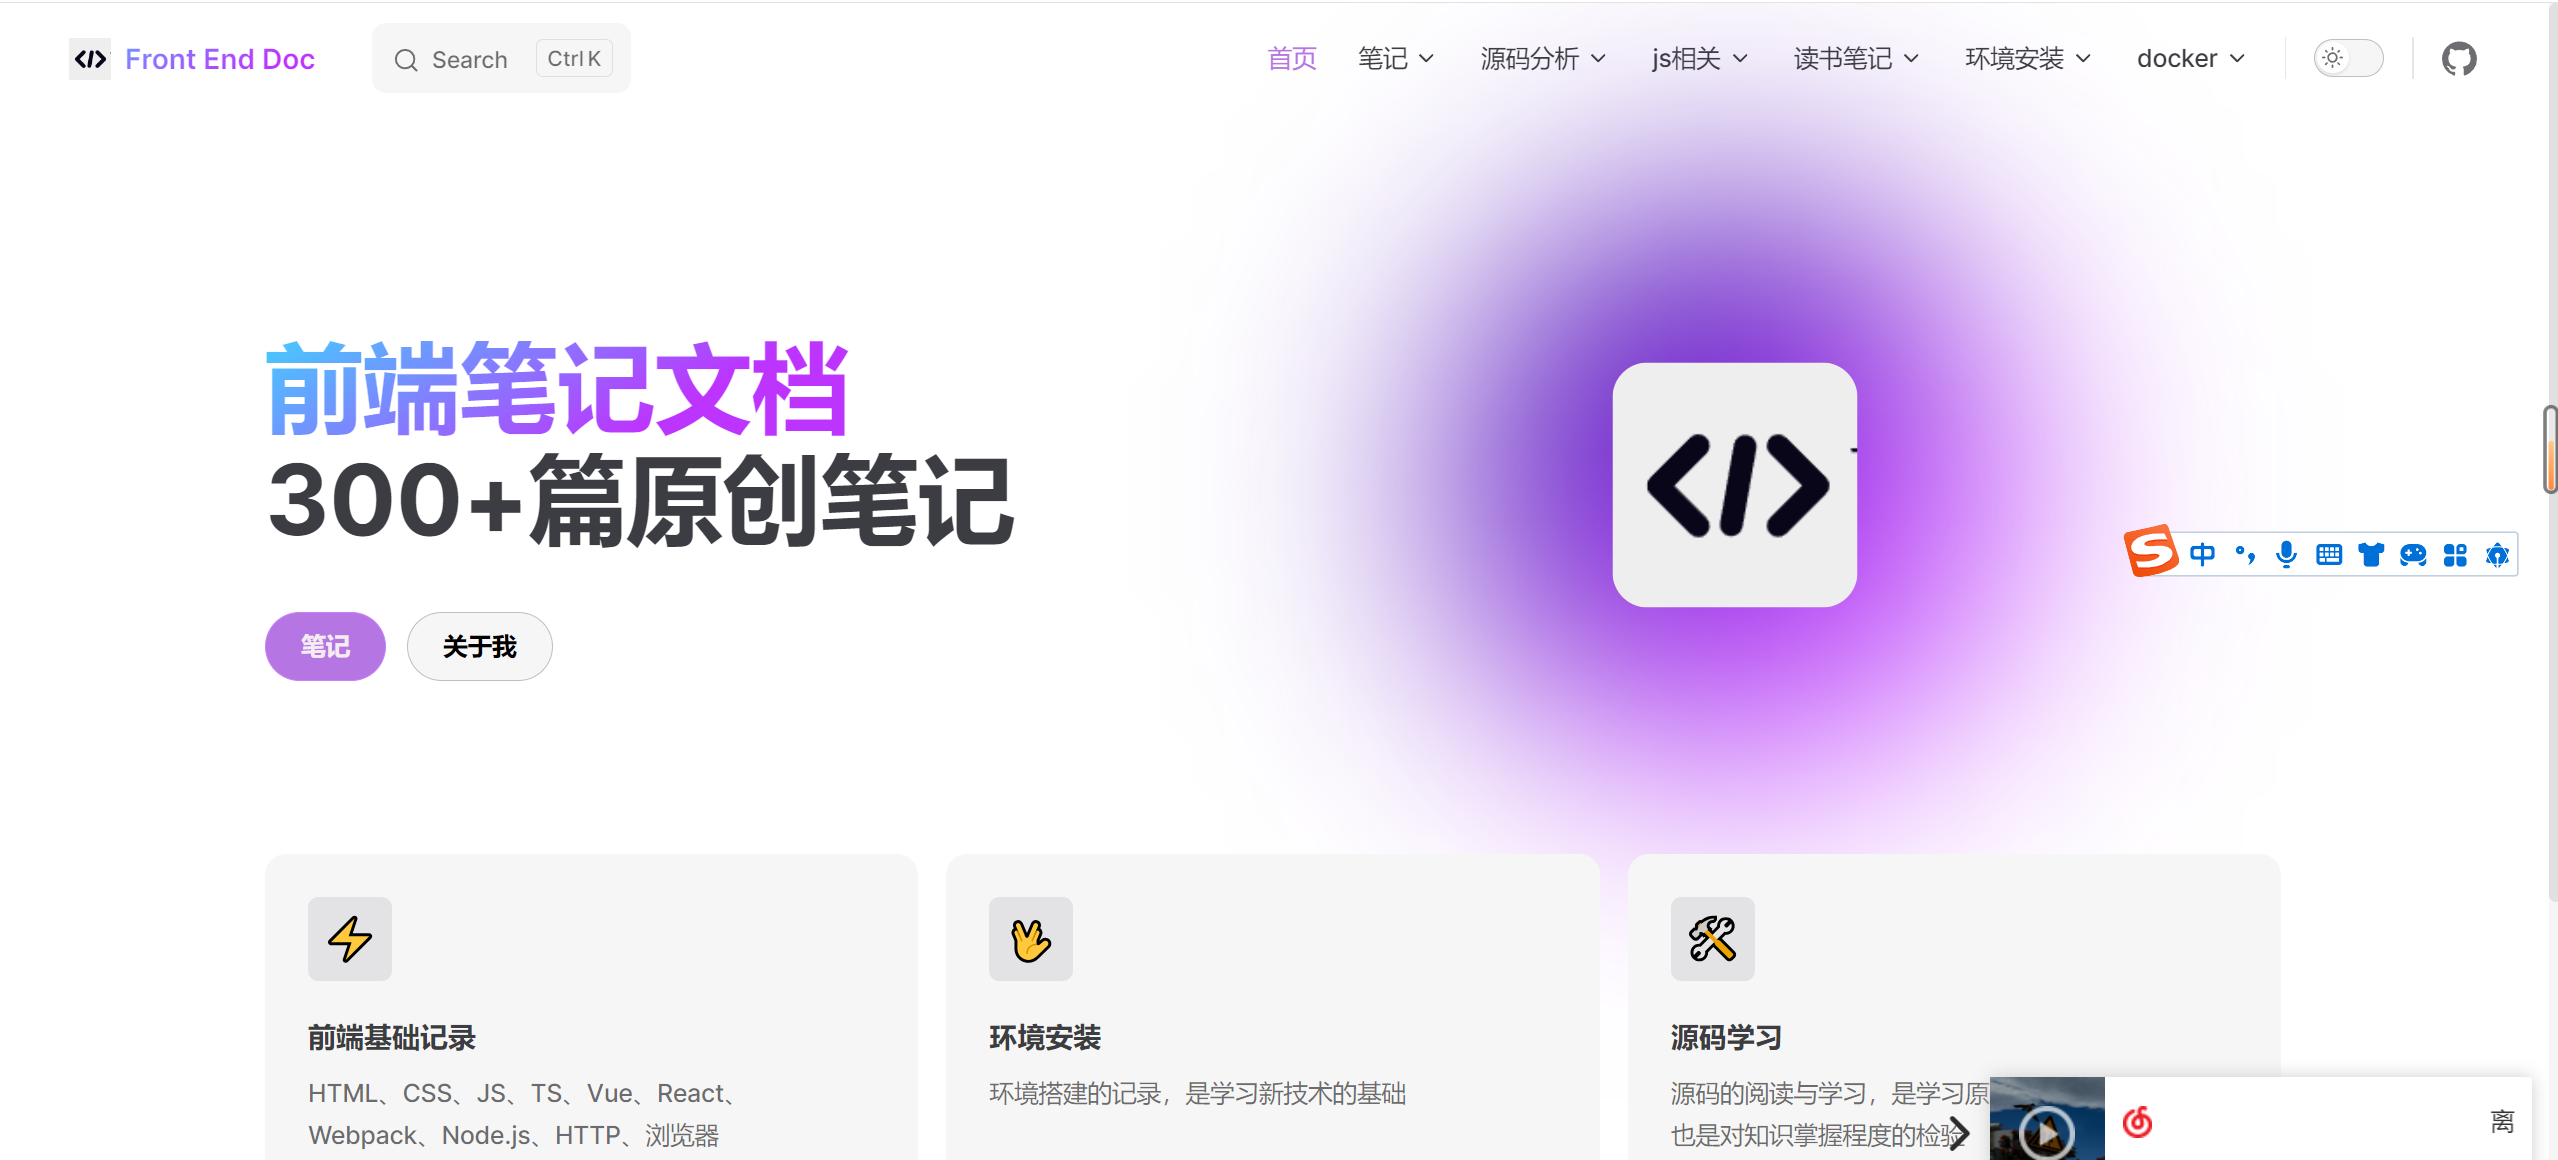 </> Front End Doc
Search Ctrl K
首页 笔记 源码分析 js相关 读书笔记 环境安装 docker
前端笔记文档
300+篇原创笔记
</>
笔记 关于我
中
前端基础记录
HTML、CSS、JS、TS、Vue、React、
Webpack、Node.js、HTTP、浏览器
环境安装
环境搭建的记录，是学习新技术的基础
源码学习
源码的阅读与学习，是学习原
也是对知识掌握程度的检验
离